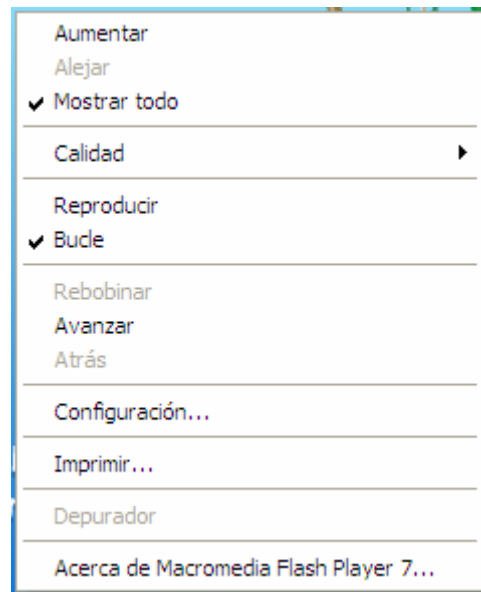 Aumentar
Alejar
Mostrar todo
Calidad
Reproducir
Bucle
Rebobinar
Avanzar
Atrás
Configuración...
Imprimir...
Depurador
Acerca de Macromedia Flash Player 7...